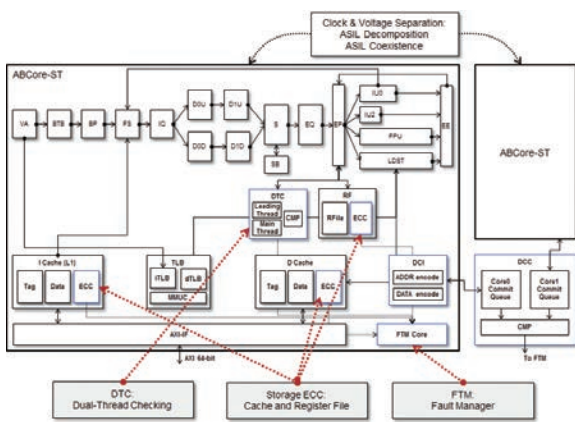 Clock & Voltage Separation:
ASIL Decomposition
ASIL Coexistence
ABCore-ST
VA
BTB
BP
FS
IQ
D0U
D1U
D0D
D1D
S
SB
EQ
IU0
IU2
FPU
LDST
EE
ABCore-ST
DTC
Leading
Thread
Main
Thread
CMP
RF
RFile
ECC
I Cache (L1)
Tag
Data
ECC
TLB
iTLB
dTLB
MMUC
D Cache
Tag
Data
ECC
DCI
ADDR encode
DATA encode
DCC
Core0
Commit
Queue
Core1
Commit
Queue
CMP
To FTM
AXI-IF
FTM Core
AXI 64-bit
DTC:
Dual-Thread Checking
Storage ECC:
Cache and Register File
FTM:
Fault Manager